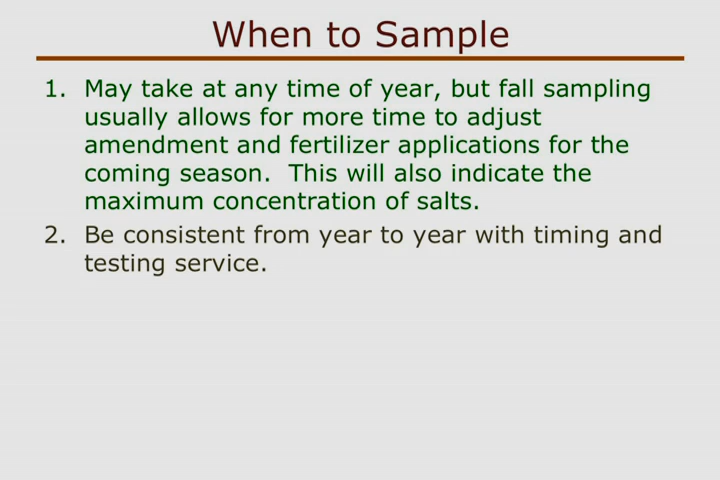 When to Sample
1. May take at any time of year, but fall sampling
usually allows for more time to adjust
amendment and fertilizer applications for the
coming season. This will also indicate the
maximum concentration of salts.
2. Be consistent from year to year with timing and
testing service.